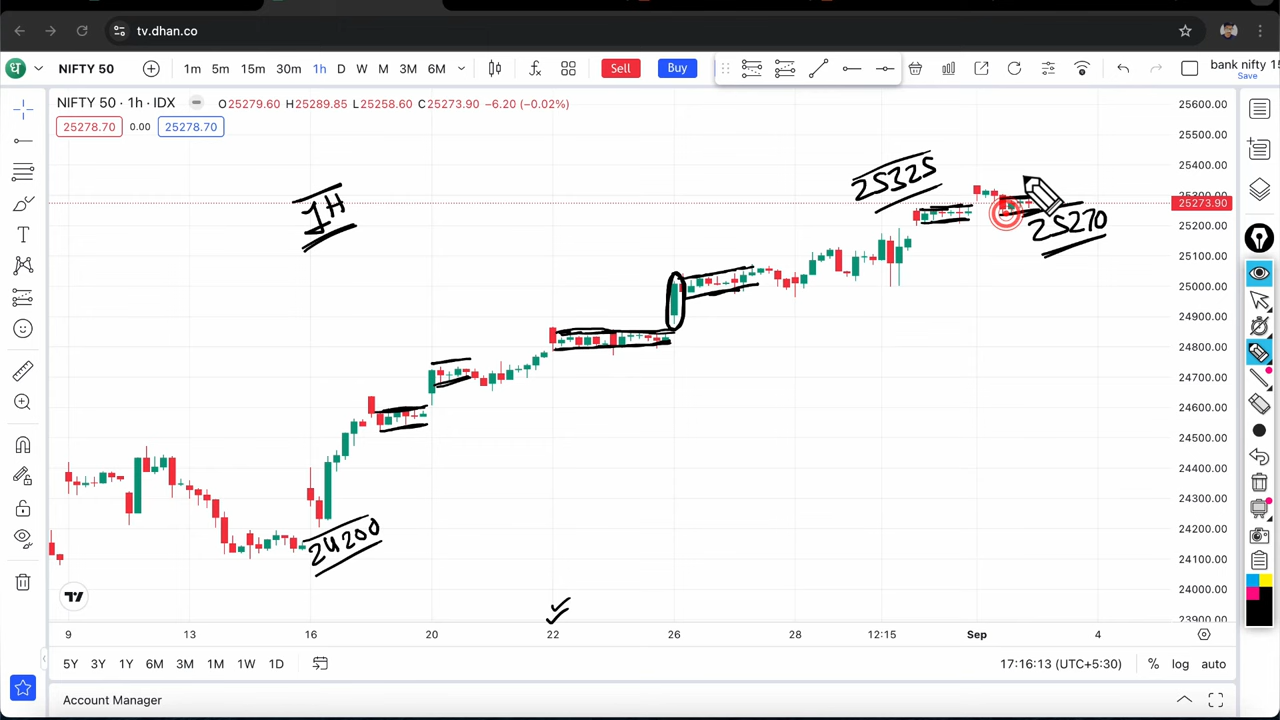 tv.dhan.co
NIFTY 50
1m 5m 15m 30m 1h D W M 3M 6M
Sell
Buy
bank nifty 15
Save
NIFTY 50 · 1h · IDX
O25279.60 H25289.85 L25258.60 C25273.90 −6.20 (−0.02%)
25278.70 0.00 25278.70
1H
25325
25270
24200
25600.00
25500.00
25400.00
25300.00
25273.90
25200.00
25100.00
25000.00
24900.00
24800.00
24700.00
24600.00
24500.00
24400.00
24300.00
24200.00
24100.00
24000.00
23900.00
9 13 16 20 22 26 28 12:15 Sep 4
5Y 3Y 1Y 6M 3M 1M 1W 1D
17:16:13 (UTC+5:30) % log auto
Account Manager